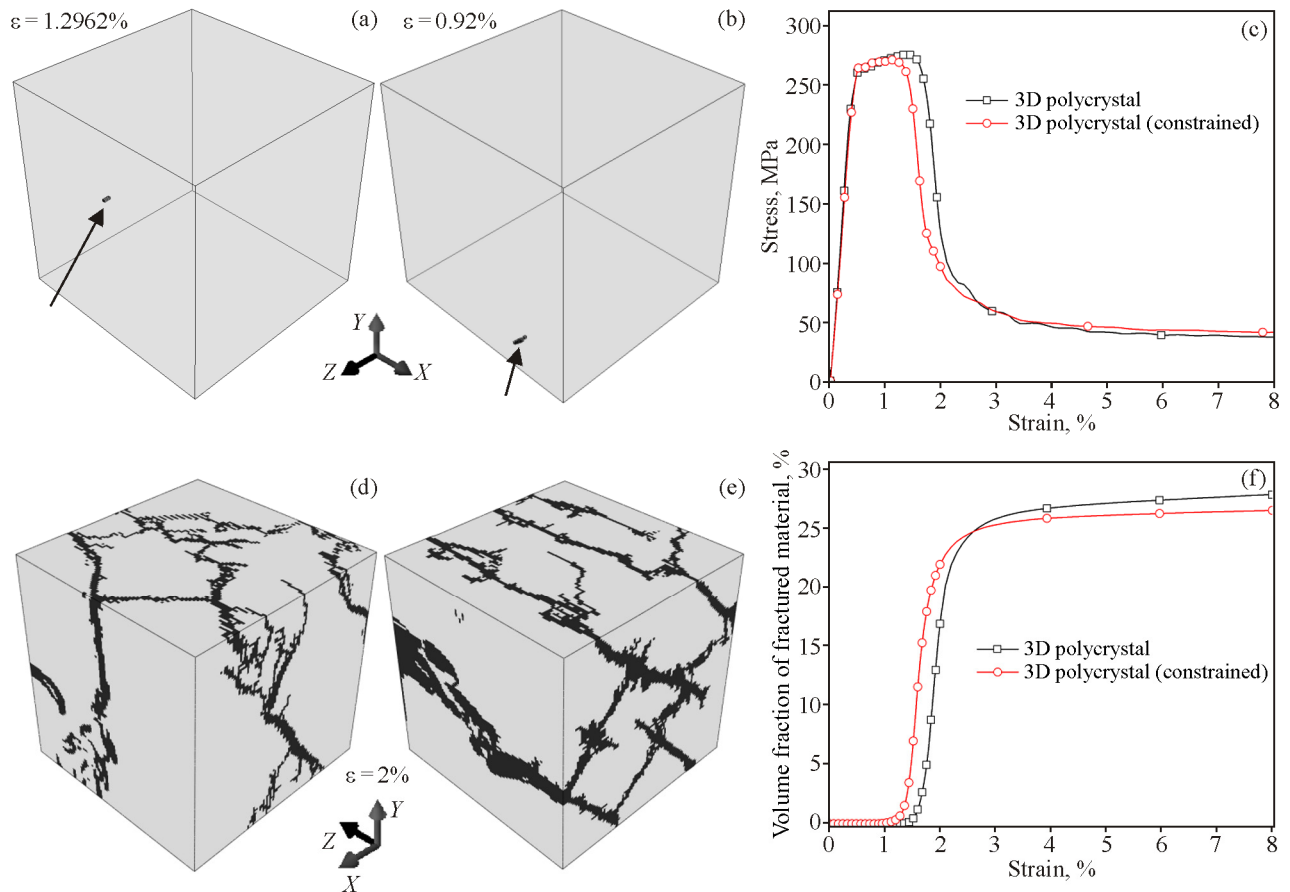 ε = 1.2962%
(a)
ε = 0.92%
(b)
Y
Z
X
(c)
Stress, MPa
300
250
200
150
100
50
0
3D polycrystal
3D polycrystal (constrained)
0 1 2 3 4 5 6 7 8
Strain, %
(d)
(e)
ε = 2%
Y
Z
X
(f)
Volume fraction of fractured material, %
30
25
20
15
10
5
0
3D polycrystal
3D polycrystal (constrained)
0 1 2 3 4 5 6 7 8
Strain, %